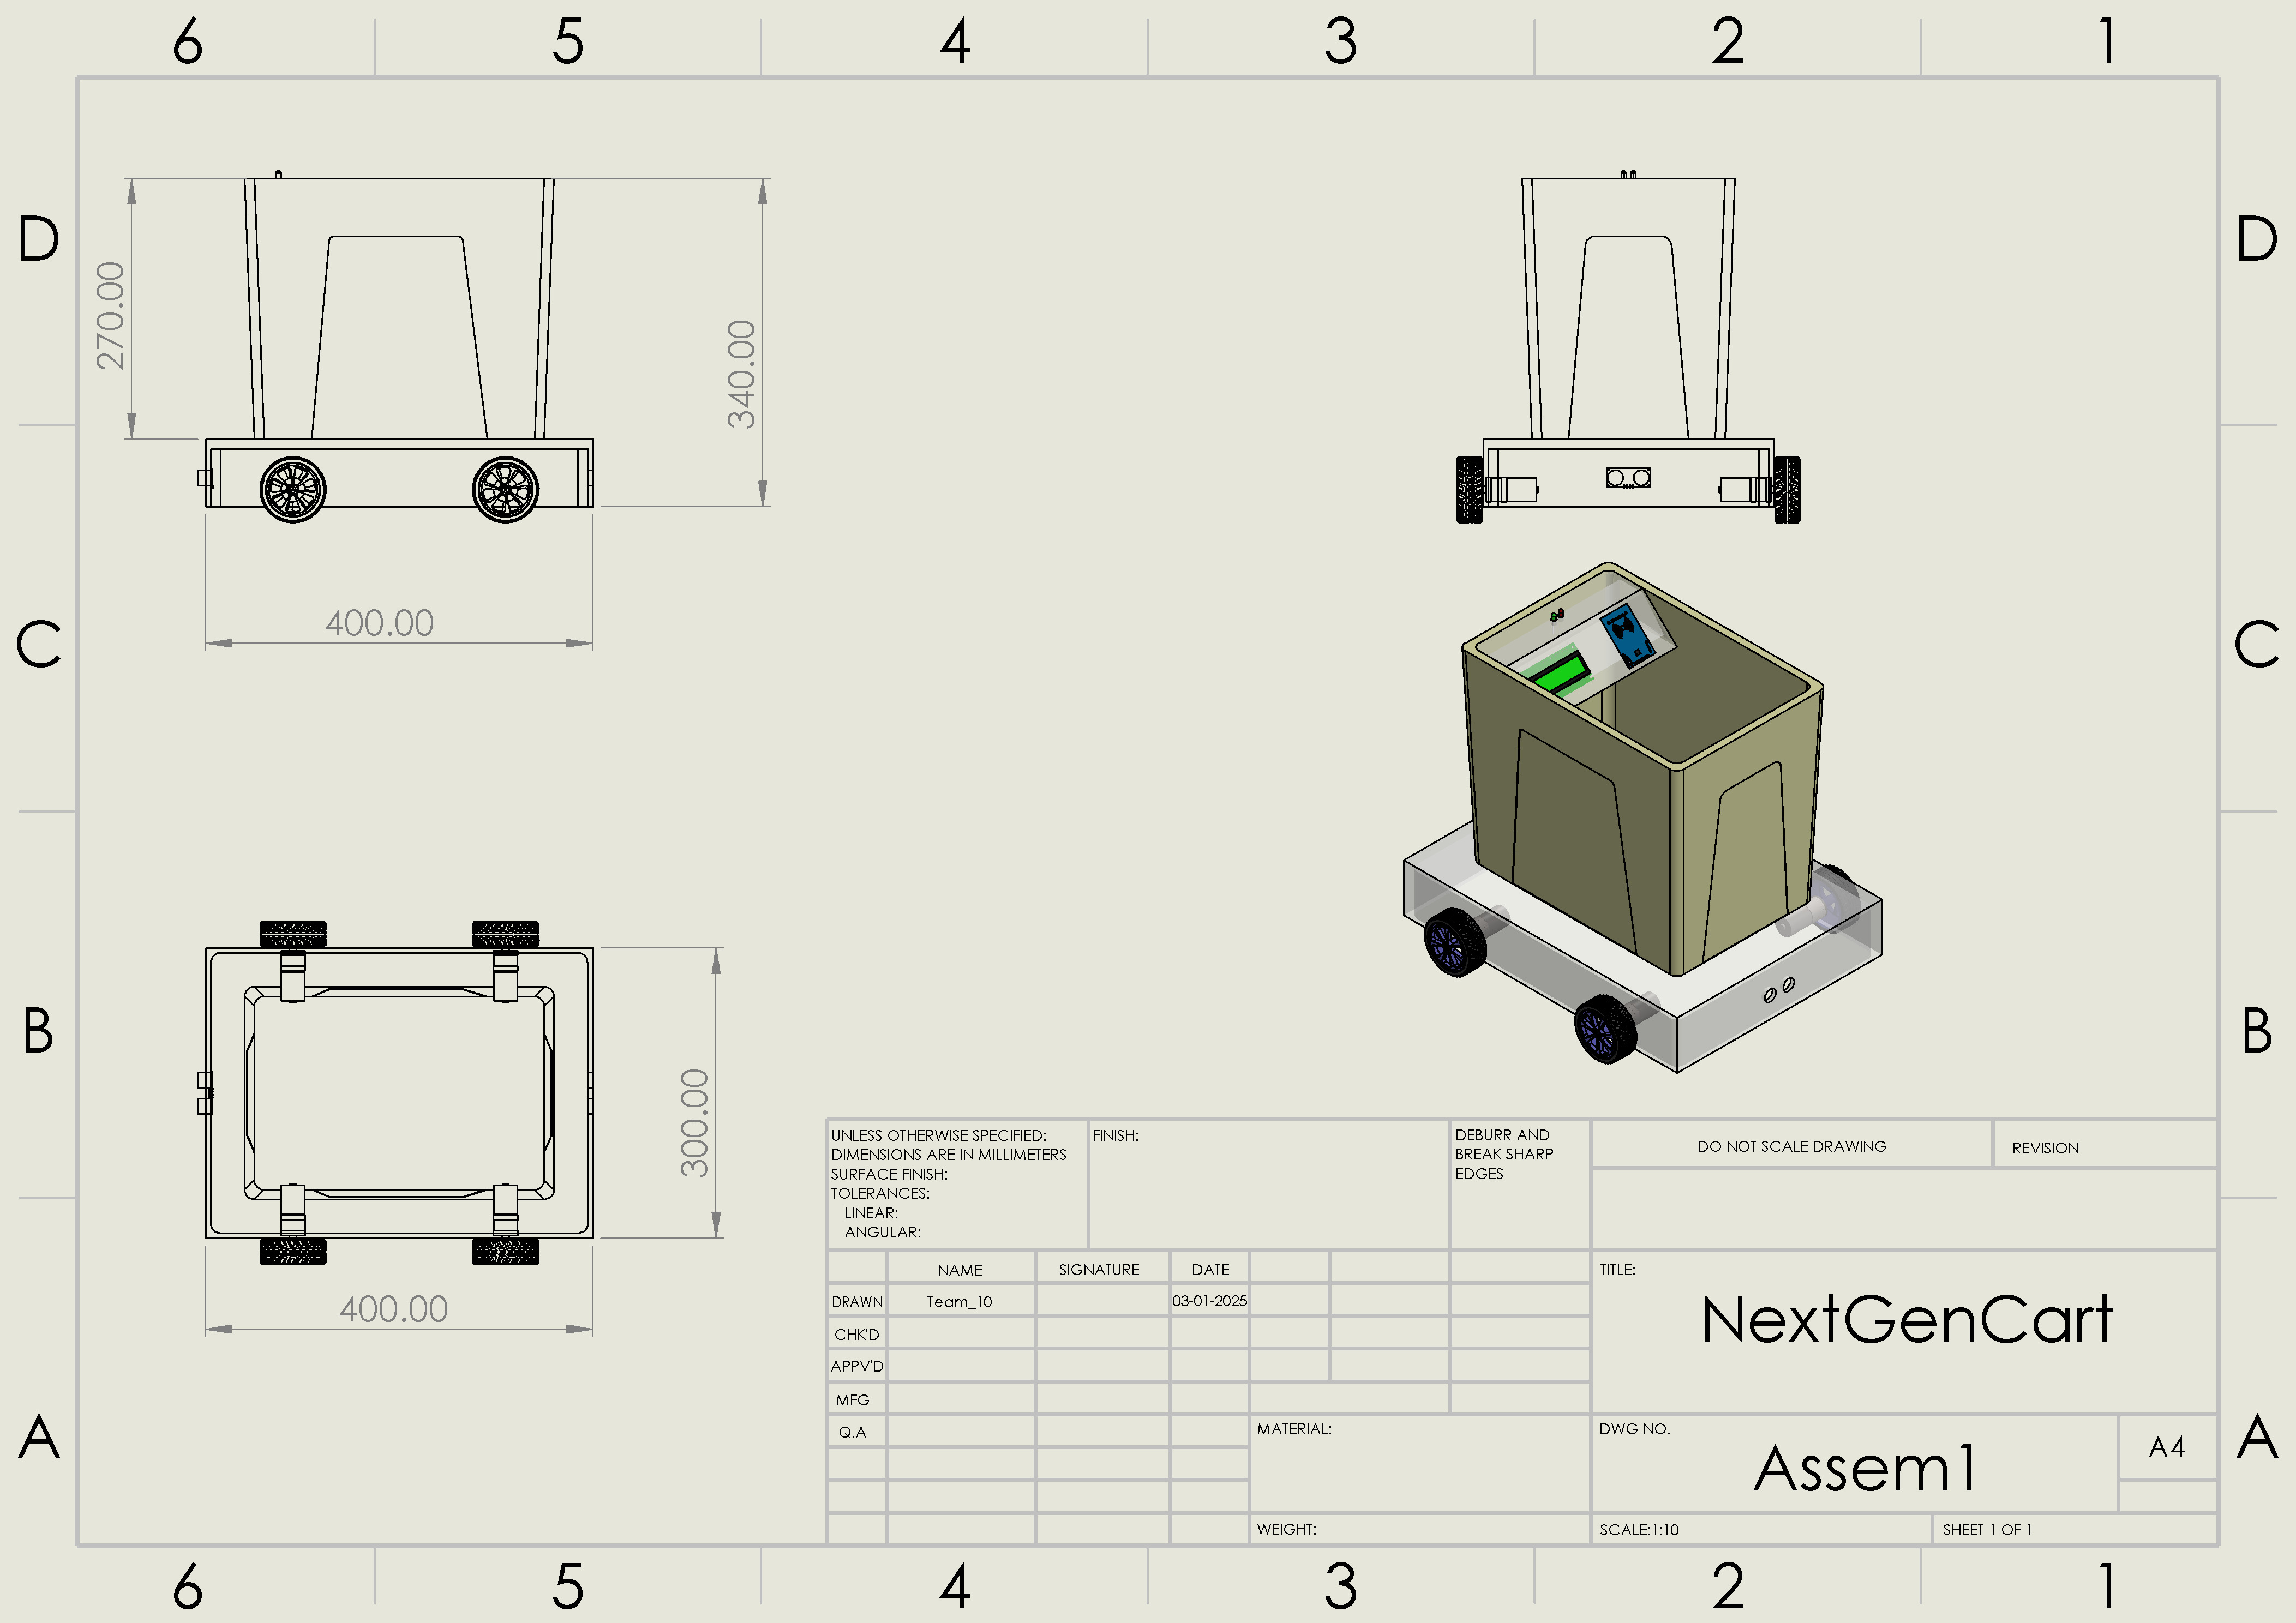 6 5 4 3 2 1
D D
270.00
340.00
400.00
C C
B B
300.00
400.00
UNLESS OTHERWISE SPECIFIED:
DIMENSIONS ARE IN MILLIMETERS
SURFACE FINISH:
TOLERANCES:
LINEAR:
ANGULAR:
FINISH:
DEBURR AND
BREAK SHARP
EDGES
DO NOT SCALE DRAWING
REVISION
NAME SIGNATURE DATE
DRAWN Team_10 03-01-2025
CHK'D
APPV'D
MFG
Q.A
TITLE:
NextGenCart
MATERIAL:
DWG NO.
Assem1
A4
WEIGHT:
SCALE:1:10
SHEET 1 OF 1
A A
6 5 4 3 2 1